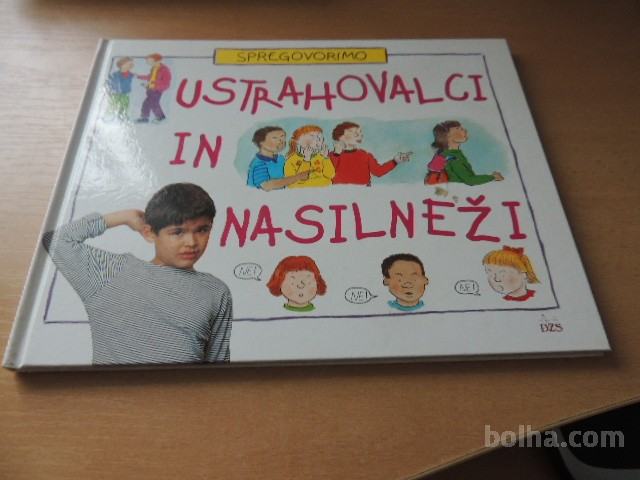 SPREGOVORIMO
USTRAHOVALCI
IN
NASILNEŽI
NE!
NE!
NE!
DZS
bolha.com